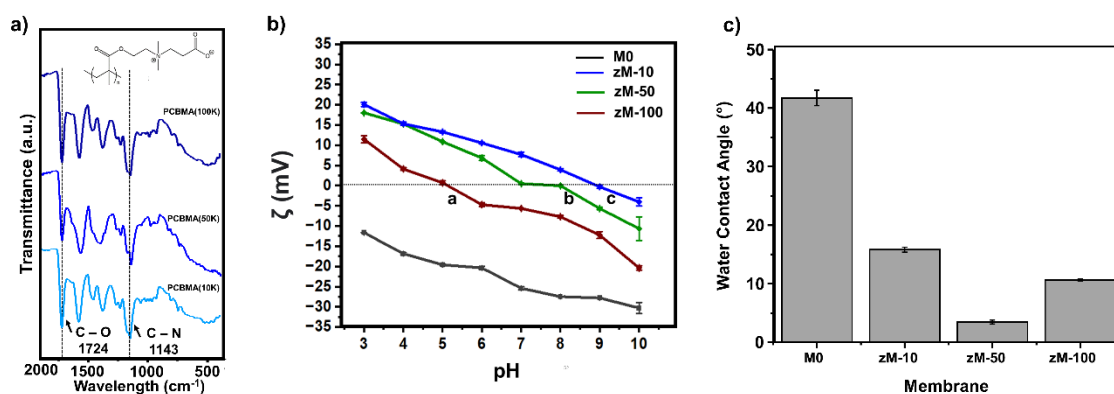 a)
O
O
N
⊕
O
O
⊖
n
PCBMA(100K)
PCBMA(50K)
PCBMA(10K)
C – O
1724
C – N
1143
Transmittance (a.u.)
2000 1500 1000 500
Wavelength (cm⁻¹)
b)
M0
zM-10
zM-50
zM-100
ζ (mV)
35
30
25
20
15
10
5
0
−5
−10
−15
−20
−25
−30
−35
a b c
3 4 5 6 7 8 9 10
pH
c)
Water Contact Angle (°)
50
40
30
20
10
0
M0 zM-10 zM-50 zM-100
Membrane